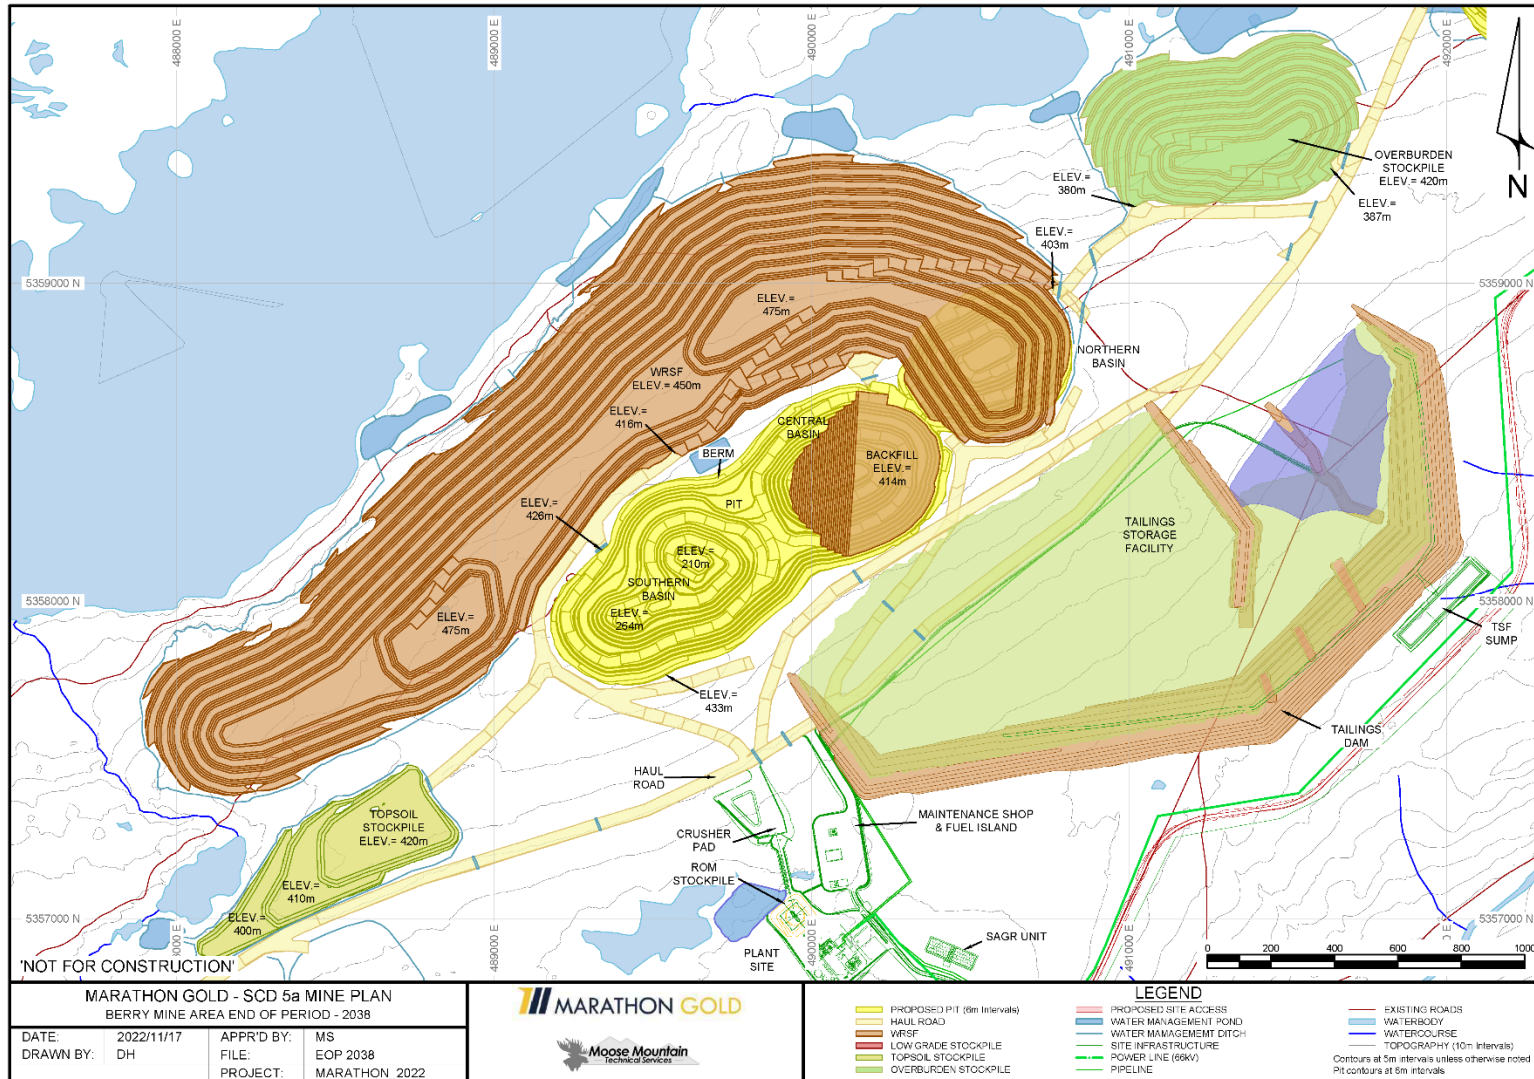 488000 E
489000 E
490000 E
491000 E
492000 E
OVERBURDEN
STOCKPILE
ELEV.= 420m
N
ELEV.=
380m
ELEV.=
387m
ELEV.=
403m
5359000 N
5359000 N
ELEV.=
475m
NORTHERN
BASIN
WRSF
ELEV.= 450m
ELEV.=
416m
CENTRAL
BASIN
BERM
BACKFILL
ELEV.=
414m
PIT
ELEV.=
426m
TAILINGS
STORAGE
FACILITY
ELEV.=
210m
SOUTHERN
BASIN
ELEV.=
264m
5358000 N
5358000 N
ELEV.=
475m
TSF
SUMP
ELEV.=
433m
TAILINGS
DAM
HAUL
ROAD
TOPSOIL
STOCKPILE
ELEV.= 420m
MAINTENANCE SHOP
& FUEL ISLAND
CRUSHER
PAD
ROM
STOCKPILE
ELEV.=
410m
ELEV.=
400m
5357000 N
5357000 N
SAGR UNIT
PLANT
SITE
489000 E
490000 E
491000 E
0 200 400 600 800 1000
'NOT FOR CONSTRUCTION'
MARATHON GOLD - SCD 5a MINE PLAN
BERRY MINE AREA END OF PERIOD - 2038
DATE: 2022/11/17 APPR'D BY: MS
DRAWN BY: DH FILE: EOP 2038
PROJECT: MARATHON 2022
MARATHON GOLD
Moose Mountain
Technical Services
LEGEND
PROPOSED PIT (6m Intervals)
HAUL ROAD
WRSF
LOW GRADE STOCKPILE
TOPSOIL STOCKPILE
OVERBURDEN STOCKPILE
PROPOSED SITE ACCESS
WATER MANAGEMENT POND
WATER MANAGEMEMT DITCH
SITE INFRASTRUCTURE
POWER LINE (66kV)
PIPELINE
EXISTING ROADS
WATERBODY
WATERCOURSE
TOPOGRAPHY (10m Intervals)
Contours at 5m intervals unless otherwise noted
Pit contours at 6m intervals